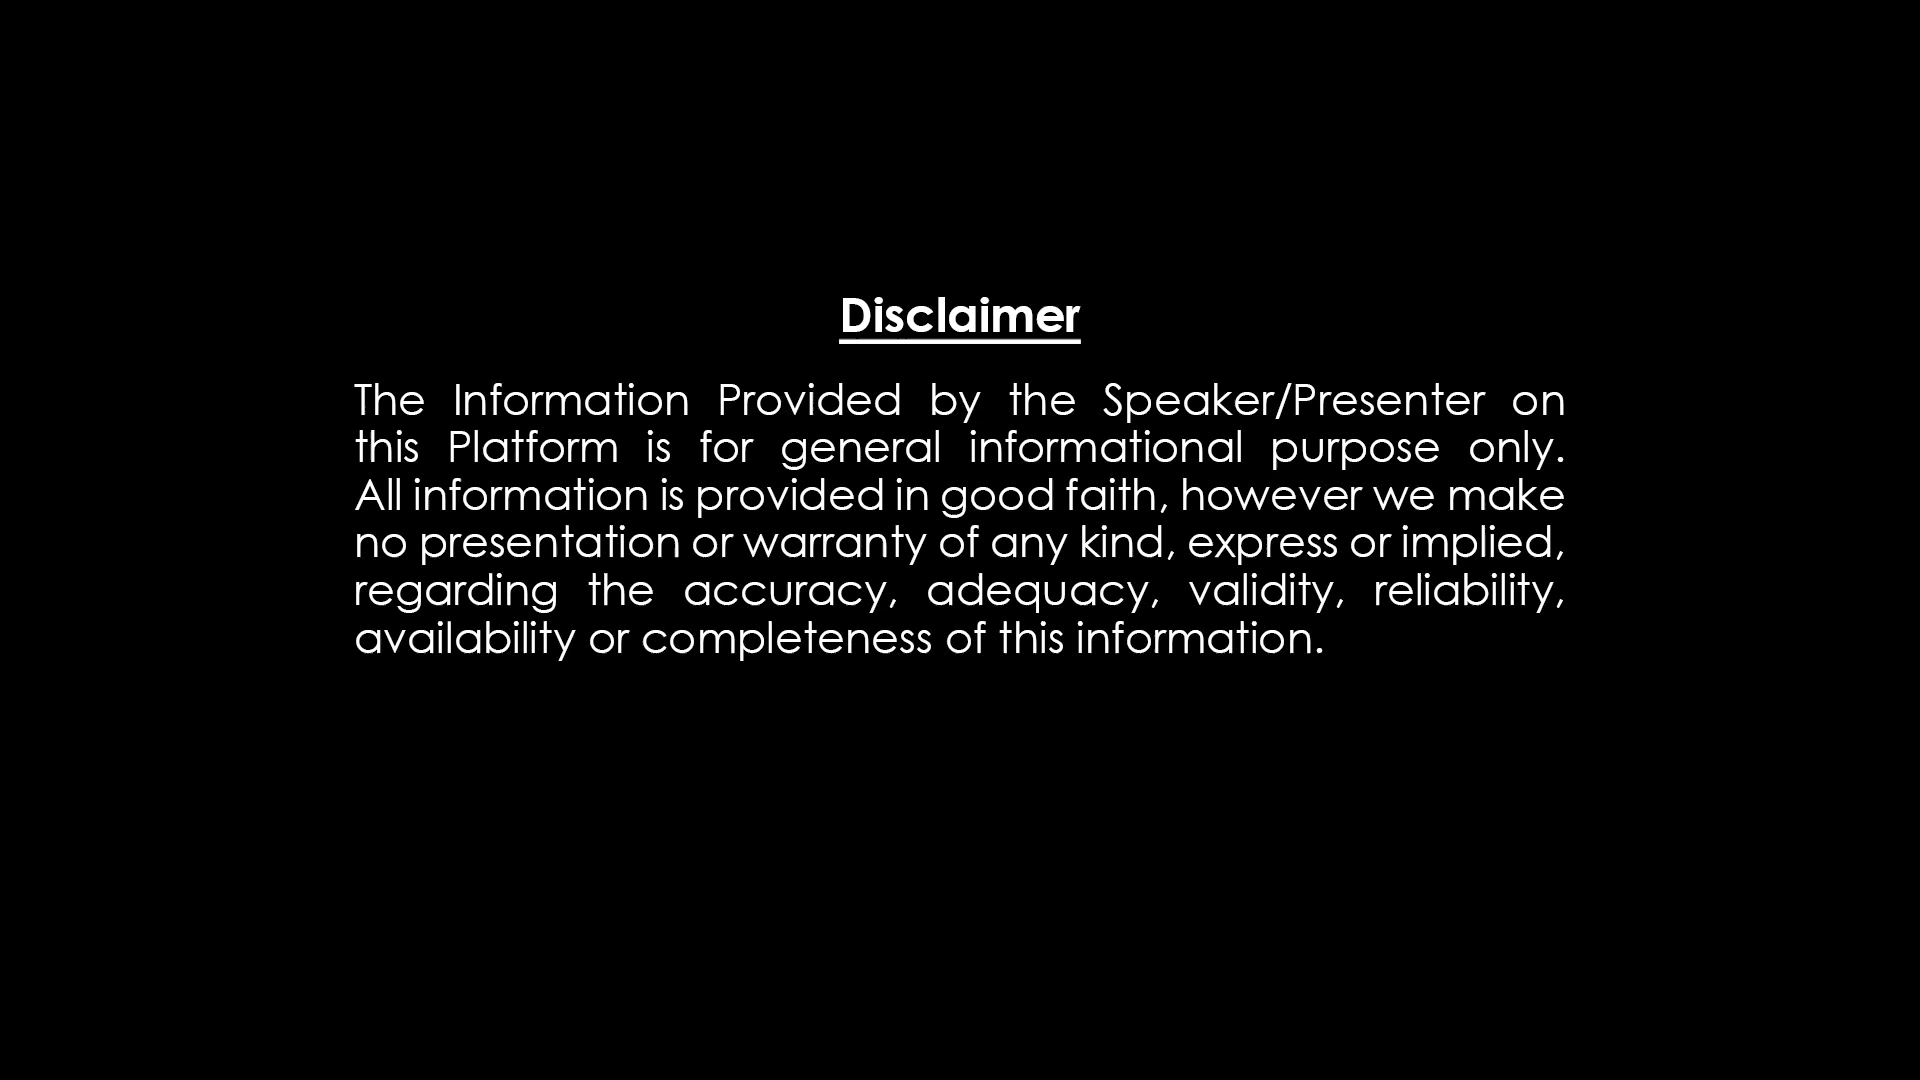 Disclaimer
The Information Provided by the Speaker/Presenter on
this Platform is for general informational purpose only.
All information is provided in good faith, however we make
no presentation or warranty of any kind, express or implied,
regarding the accuracy, adequacy, validity, reliability,
availability or completeness of this information.